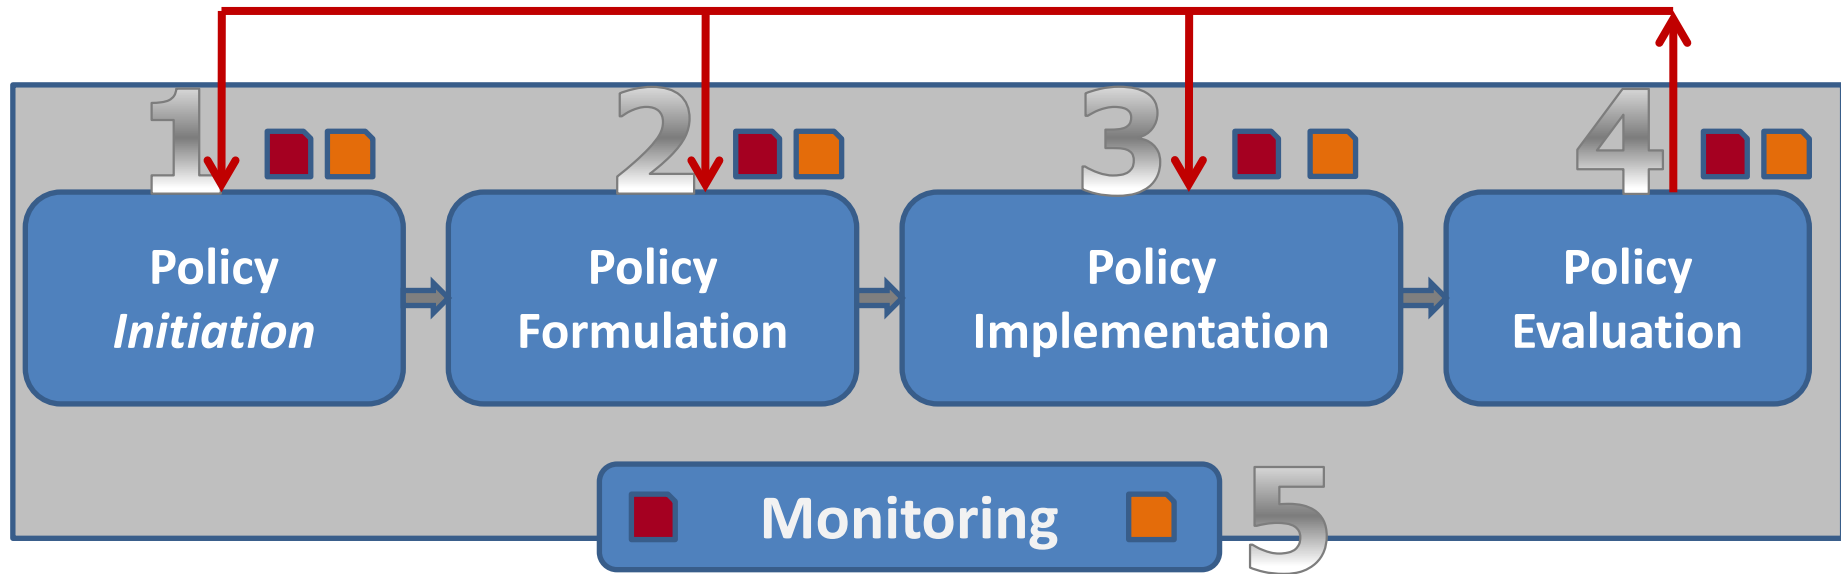 1
2
3
4
Policy
Initiation
Policy
Formulation
Policy
Implementation
Policy
Evaluation
Monitoring
5